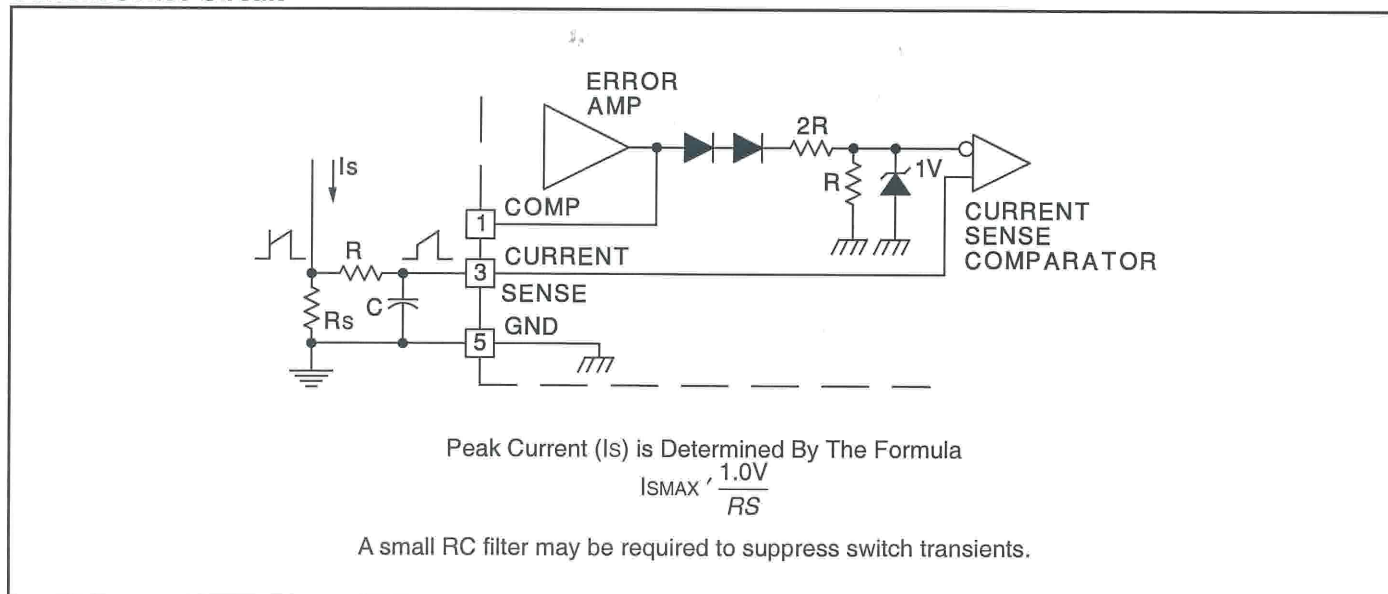 ERROR
AMP
2R
R
1V
Is
1
COMP
CURRENT
SENSE
COMPARATOR
R
3
CURRENT
SENSE
C
Rs
5
GND
Peak Current (Is) is Determined By The Formula
ISMAX ′ 1.0V
RS
A small RC filter may be required to suppress switch transients.